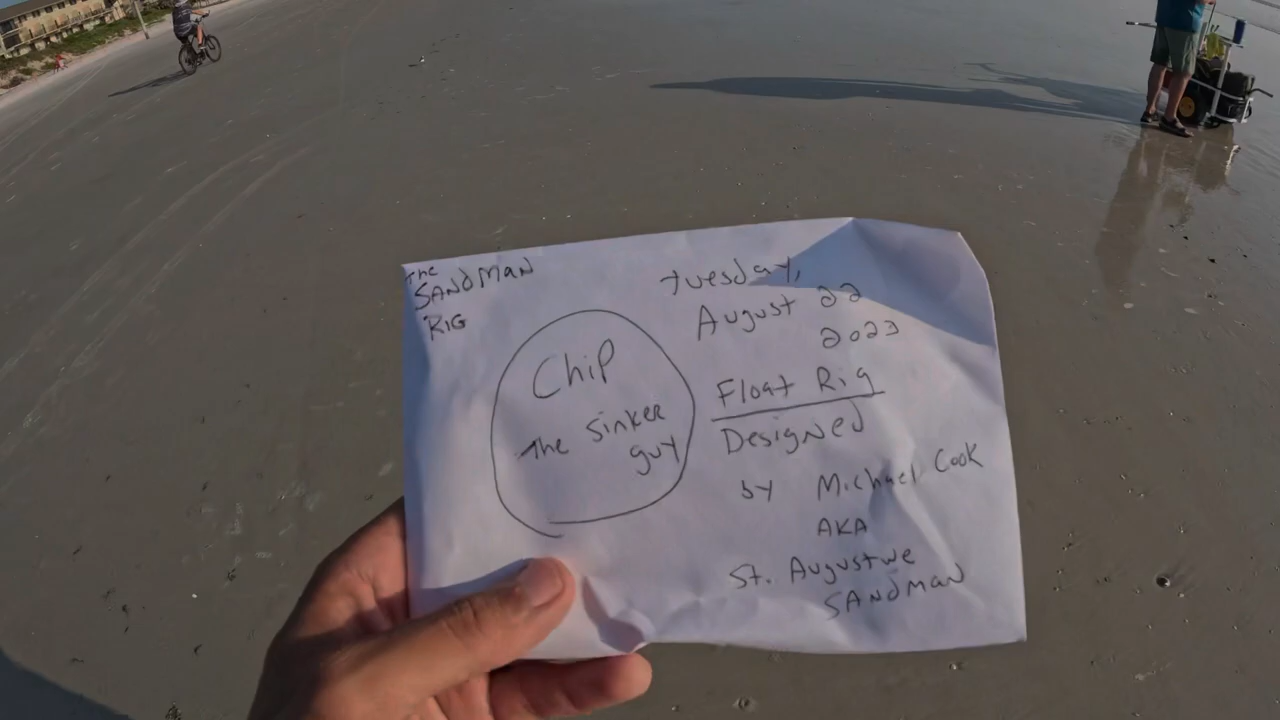 The
SANDMAN
RIG
Chip
The Sinker
guy
Tuesday,
August 22
2023
Float Rig
Designed
by Michael Cook
AKA
St. Augustine
SANDMAN